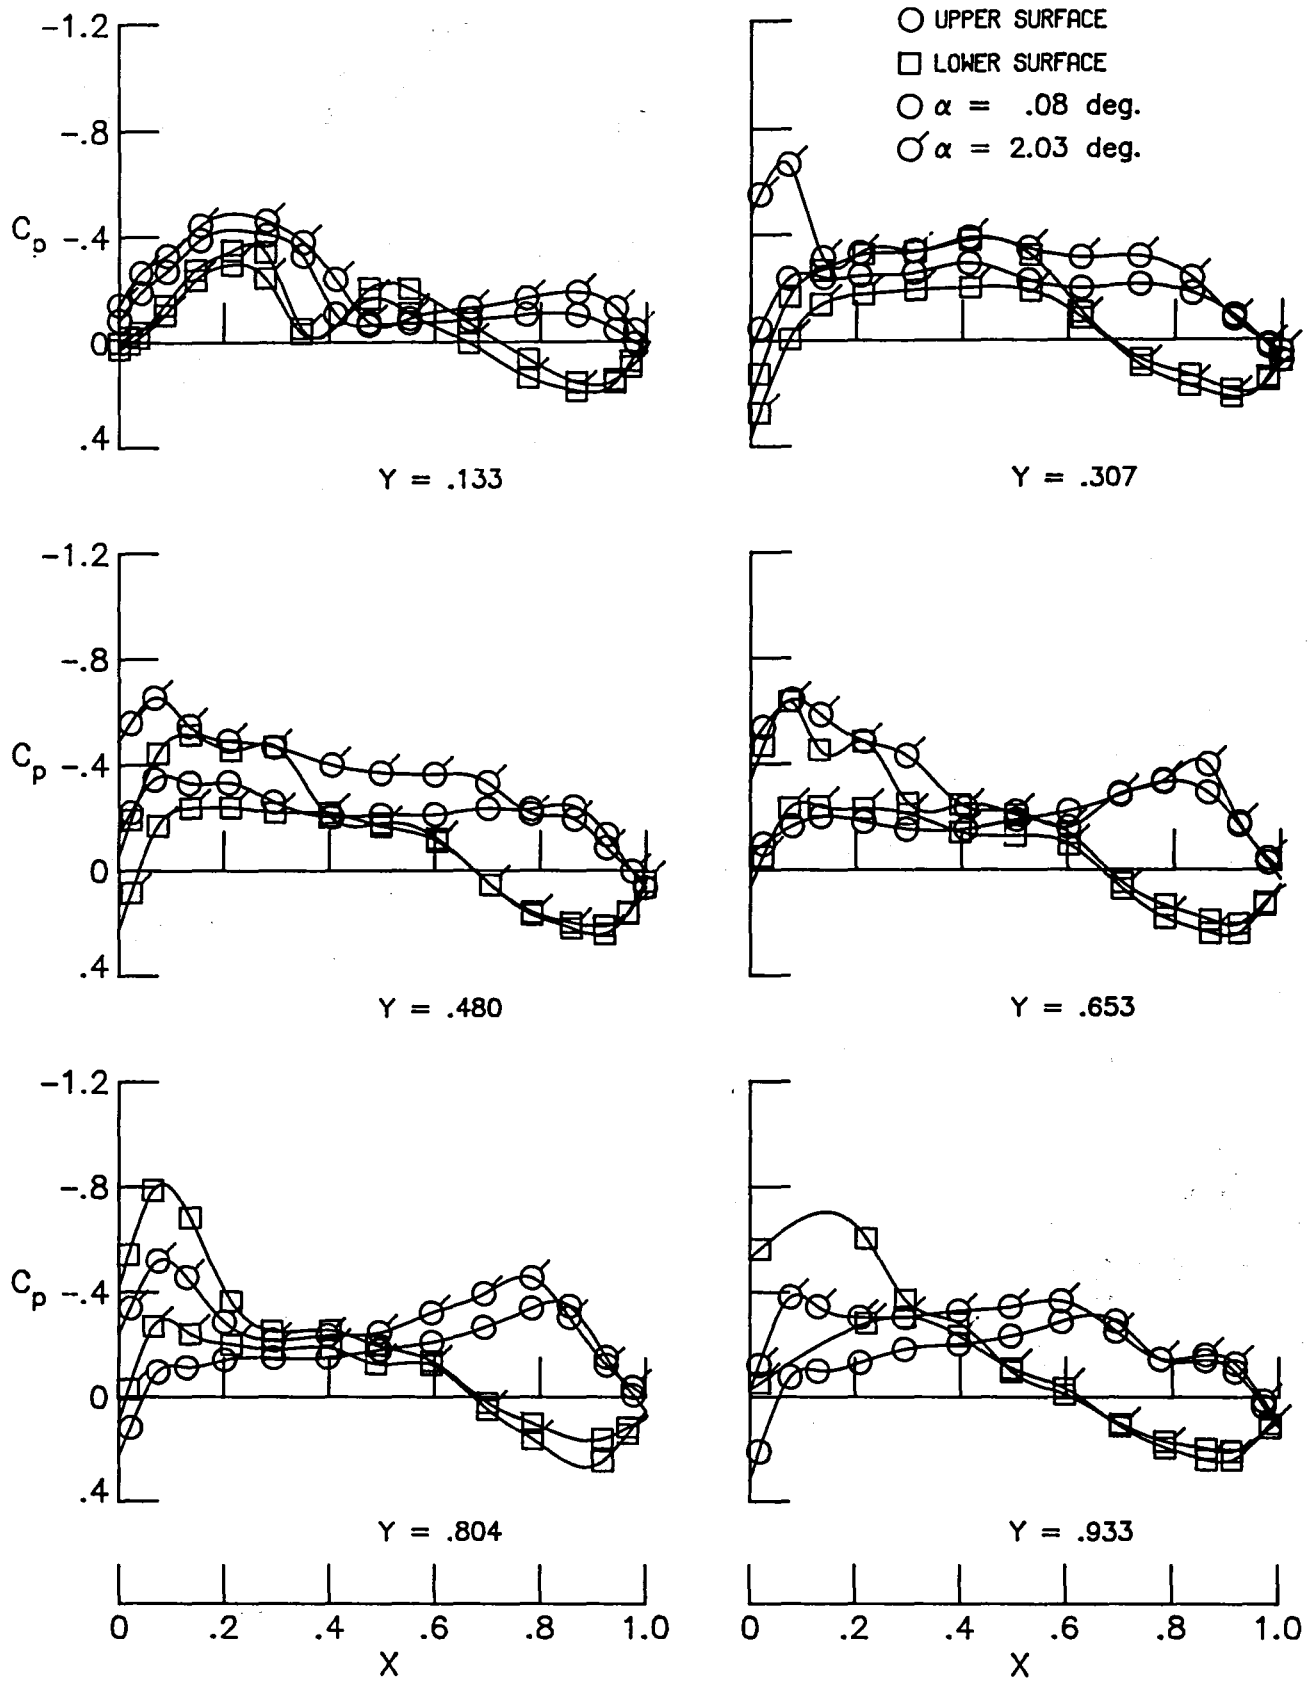 ○ UPPER SURFACE
□ LOWER SURFACE
○ α = .08 deg.
○ α = 2.03 deg.
-1.2
-.8
Cp -.4
0
.4
Y = .133
Y = .307
-1.2
-.8
Cp -.4
0
.4
Y = .480
Y = .653
-1.2
-.8
Cp -.4
0
.4
Y = .804
Y = .933
0 .2 .4 .6 .8 1.0
X
0 .2 .4 .6 .8 1.0
X